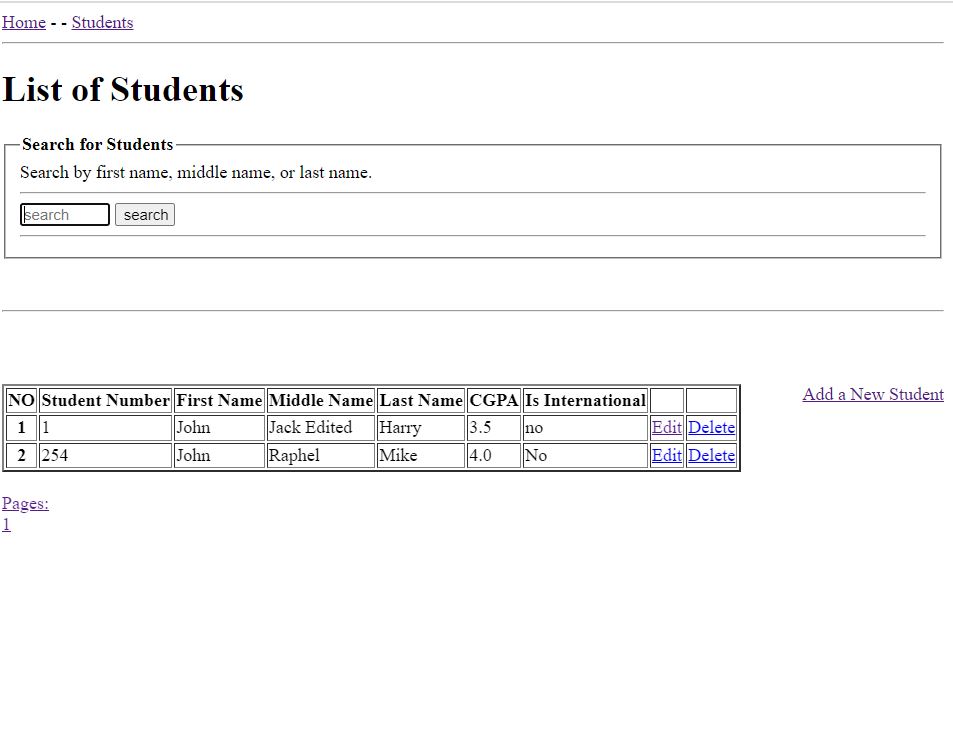 Home - - Students
List of Students
Search for Students
Search by first name, middle name, or last name.
search search
NO Student Number First Name Middle Name Last Name CGPA Is International
1 1 John Jack Edited Harry 3.5 no Edit Delete
2 254 John Raphel Mike 4.0 No Edit Delete
Add a New Student
Pages:
1